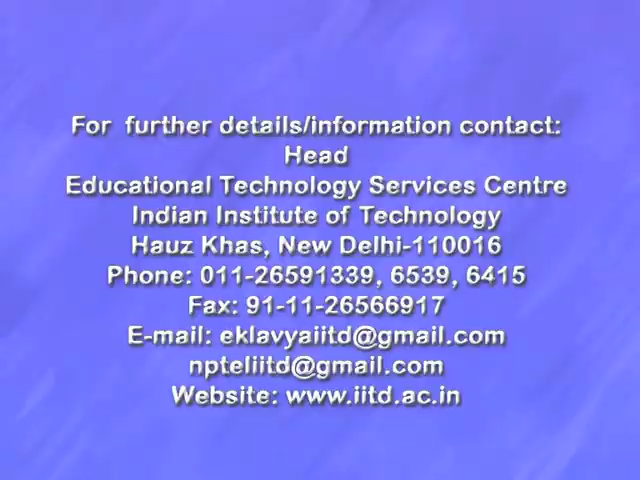 For further details/information contact:
Head
Educational Technology Services Centre
Indian Institute of Technology
Hauz Khas, New Delhi-110016
Phone: 011-26591339, 6539, 6415
Fax: 91-11-26566917
E-mail: eklavyaiitd@gmail.com
npteliitd@gmail.com
Website: www.iitd.ac.in